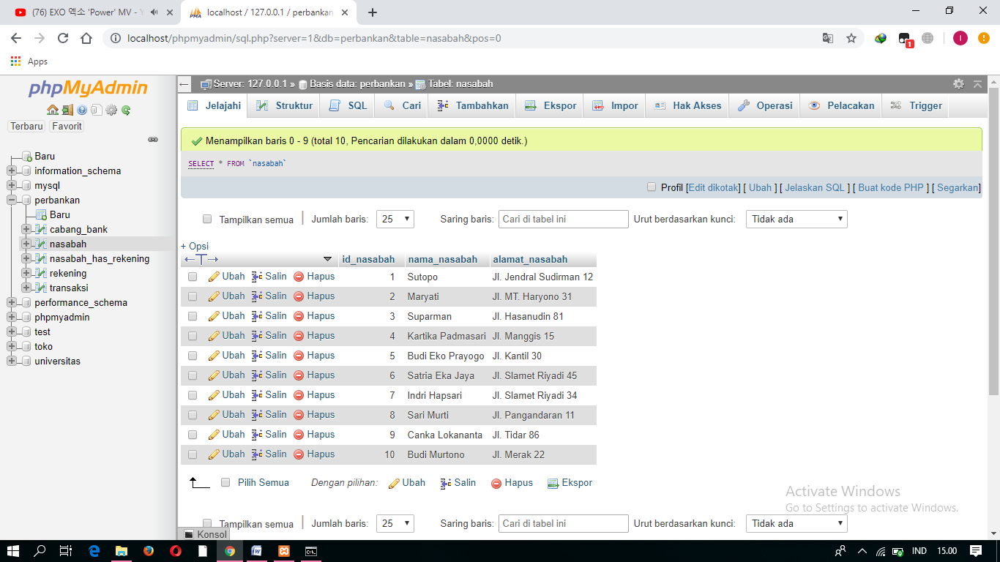 (76) EXO 엑소 'Power' MV - Y
localhost / 127.0.0.1 / perbankan
localhost/phpmyadmin/sql.php?server=1&db=perbankan&table=nasabah&pos=0
1
I
Apps
phpMyAdmin
Terbaru Favorit
Baru
information_schema
mysql
perbankan
Baru
cabang_bank
nasabah
nasabah_has_rekening
rekening
transaksi
performance_schema
phpmyadmin
test
toko
universitas
Server: 127.0.0.1 » Basis data: perbankan » Tabel: nasabah
Jelajahi Struktur SQL Cari Tambahkan Ekspor Impor Hak Akses Operasi Pelacakan Trigger
Menampilkan baris 0 - 9 (total 10, Pencarian dilakukan dalam 0,0000 detik.)
SELECT * FROM `nasabah`
Profil [Edit dikotak] [ Ubah ] [ Jelaskan SQL ] [ Buat kode PHP ] [ Segarkan]
Tampilkan semua | Jumlah baris: 25 Saring baris: Cari di tabel ini Urut berdasarkan kunci: Tidak ada
+ Opsi
←T→ id_nasabah nama_nasabah alamat_nasabah
Ubah Salin Hapus 1 Sutopo Jl. Jendral Sudirman 12
Ubah Salin Hapus 2 Maryati Jl. MT. Haryono 31
Ubah Salin Hapus 3 Suparman Jl. Hasanudin 81
Ubah Salin Hapus 4 Kartika Padmasari Jl. Manggis 15
Ubah Salin Hapus 5 Budi Eko Prayogo Jl. Kantil 30
Ubah Salin Hapus 6 Satria Eka Jaya Jl. Slamet Riyadi 45
Ubah Salin Hapus 7 Indri Hapsari Jl. Slamet Riyadi 34
Ubah Salin Hapus 8 Sari Murti Jl. Pangandaran 11
Ubah Salin Hapus 9 Canka Lokananta Jl. Tidar 86
Ubah Salin Hapus 10 Budi Murtono Jl. Merak 22
Pilih Semua Dengan pilihan: Ubah Salin Hapus Ekspor
Tampilkan semua | Jumlah baris: 25 Saring baris: Cari di tabel ini Urut berdasarkan kunci: Tidak ada
Konsol
Activate Windows
Go to Settings to activate Windows.
IND 15.00